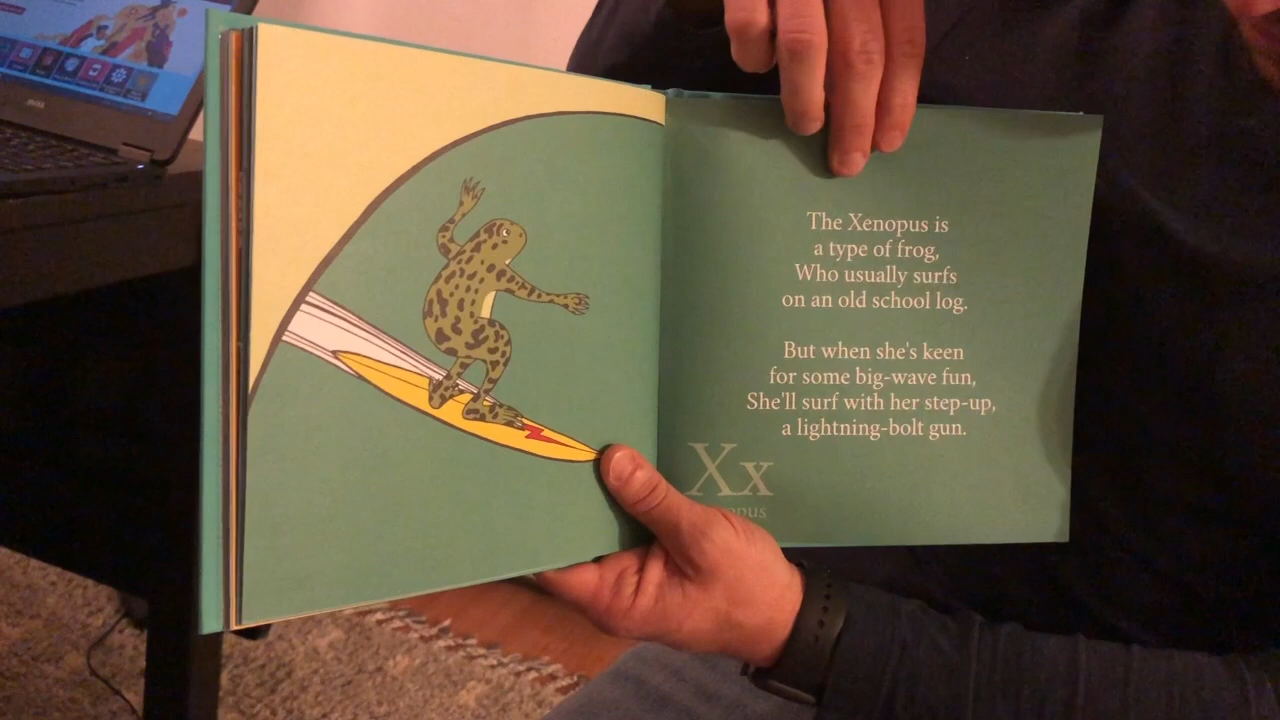 The Xenopus is
a type of frog,
Who usually surfs
on an old school log.
But when she's keen
for some big-wave fun,
She'll surf with her step-up,
a lightning-bolt gun.
Xx
DELL